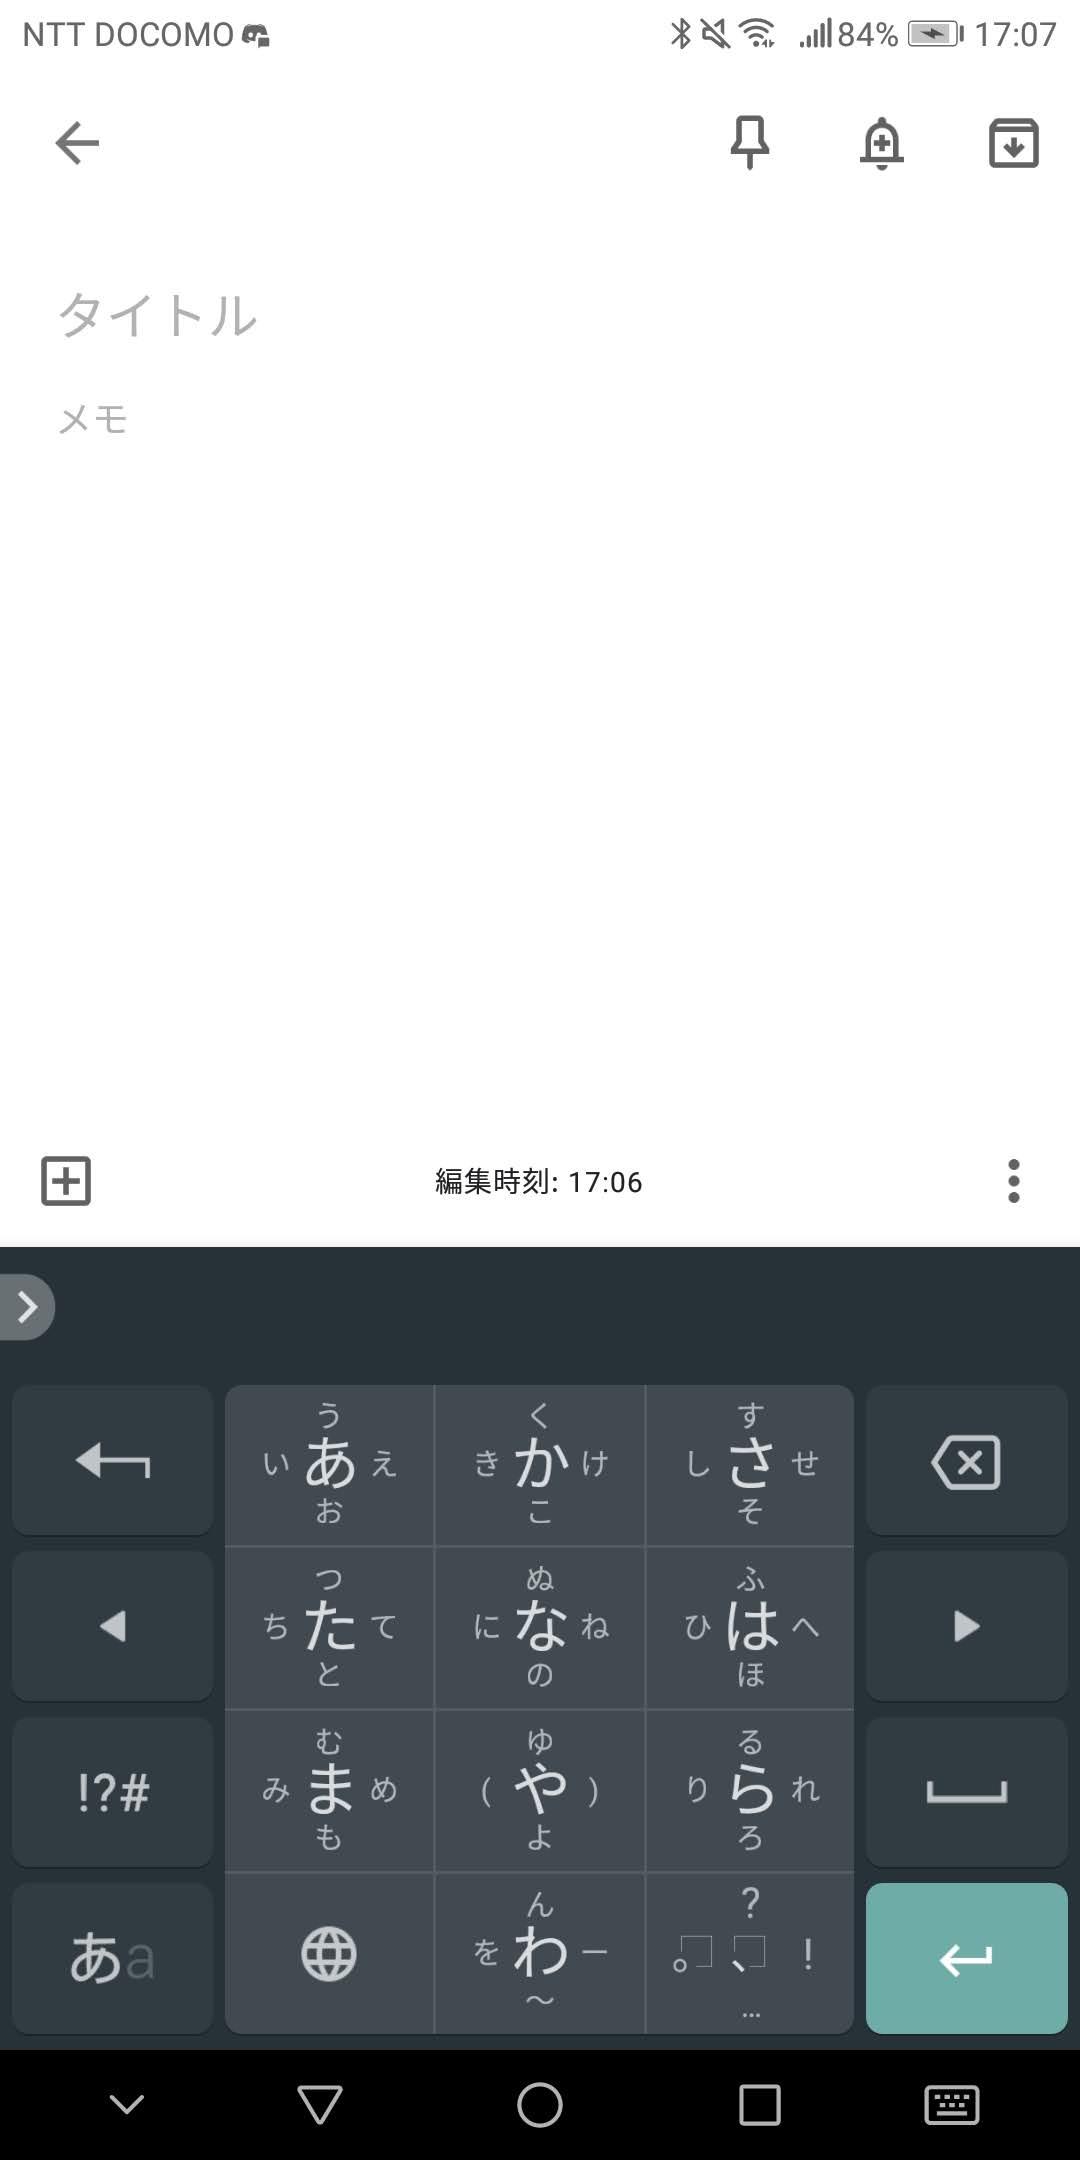 NTT DOCOMO 84% 17:07
タイトル
メモ
編集時刻: 17:06
う く す
い あ え き か け し さ せ
お こ そ
つ ぬ ふ
ち た て に な ね ひ は へ
と の ほ
む ゆ る
!?# み ま め ( や ) り ら れ
も よ ろ
ん ?
あa を わ ー 。 、 !
〜 …